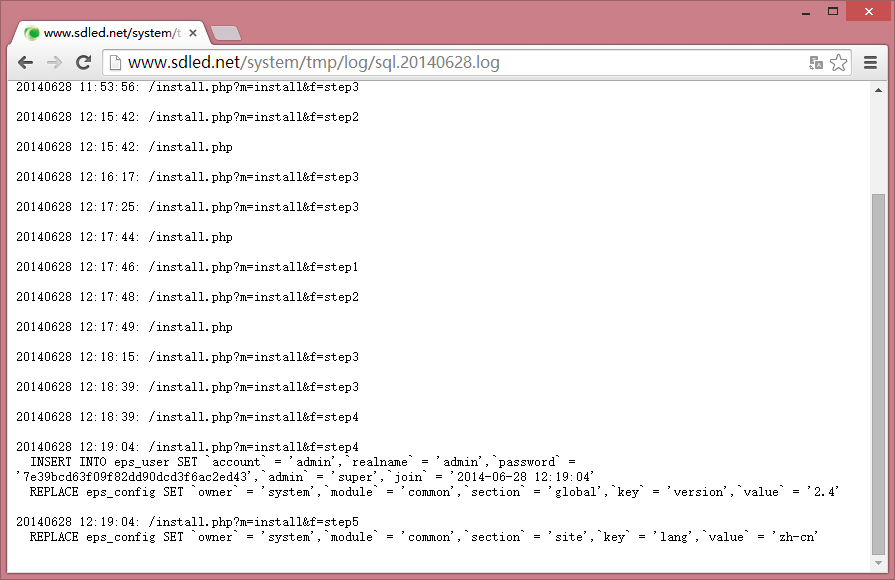 www.sdled.net/system/t
www.sdled.net/system/tmp/log/sql.20140628.log
20140628 11:53:56: /install.php?m=install&f=step3
20140628 12:15:42: /install.php?m=install&f=step2
20140628 12:15:42: /install.php
20140628 12:16:17: /install.php?m=install&f=step3
20140628 12:17:25: /install.php?m=install&f=step3
20140628 12:17:44: /install.php
20140628 12:17:46: /install.php?m=install&f=step1
20140628 12:17:48: /install.php?m=install&f=step2
20140628 12:17:49: /install.php
20140628 12:18:15: /install.php?m=install&f=step3
20140628 12:18:39: /install.php?m=install&f=step3
20140628 12:18:39: /install.php?m=install&f=step4
20140628 12:19:04: /install.php?m=install&f=step4
INSERT INTO eps_user SET `account` = 'admin',`realname` = 'admin',`password` =
'7e39bcd63f09f82dd90dcd3f6ac2ed43',`admin` = 'super',`join` = '2014-06-28 12:19:04'
REPLACE eps_config SET `owner` = 'system',`module` = 'common',`section` = 'global',`key` = 'version',`value` = '2.4'
20140628 12:19:04: /install.php?m=install&f=step5
REPLACE eps_config SET `owner` = 'system',`module` = 'common',`section` = 'site',`key` = 'lang',`value` = 'zh-cn'